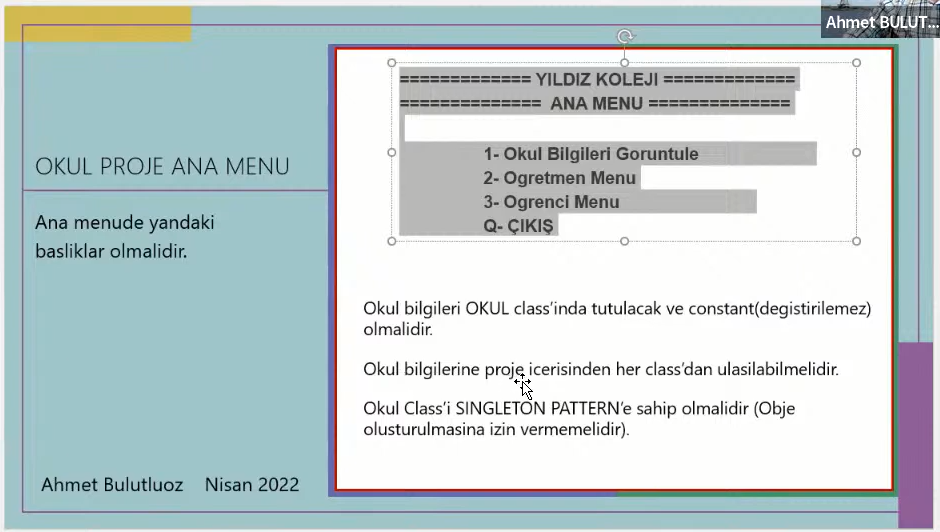 Ahmet BULUT...
============= YILDIZ KOLEJI =============
============== ANA MENU ==============
1- Okul Bilgileri Goruntule
2- Ogretmen Menu
3- Ogrenci Menu
Q- ÇIKIŞ
OKUL PROJE ANA MENU
Ana menude yandaki
basliklar olmalidir.
Okul bilgileri OKUL class’inda tutulacak ve constant(degistirilemez)
olmalidir.
Okul bilgilerine proje icerisinden her class’dan ulasilabilmelidir.
Okul Class’i SINGLETON PATTERN’e sahip olmalidir (Obje
olusturulmasina izin vermemelidir).
Ahmet Bulutluoz Nisan 2022